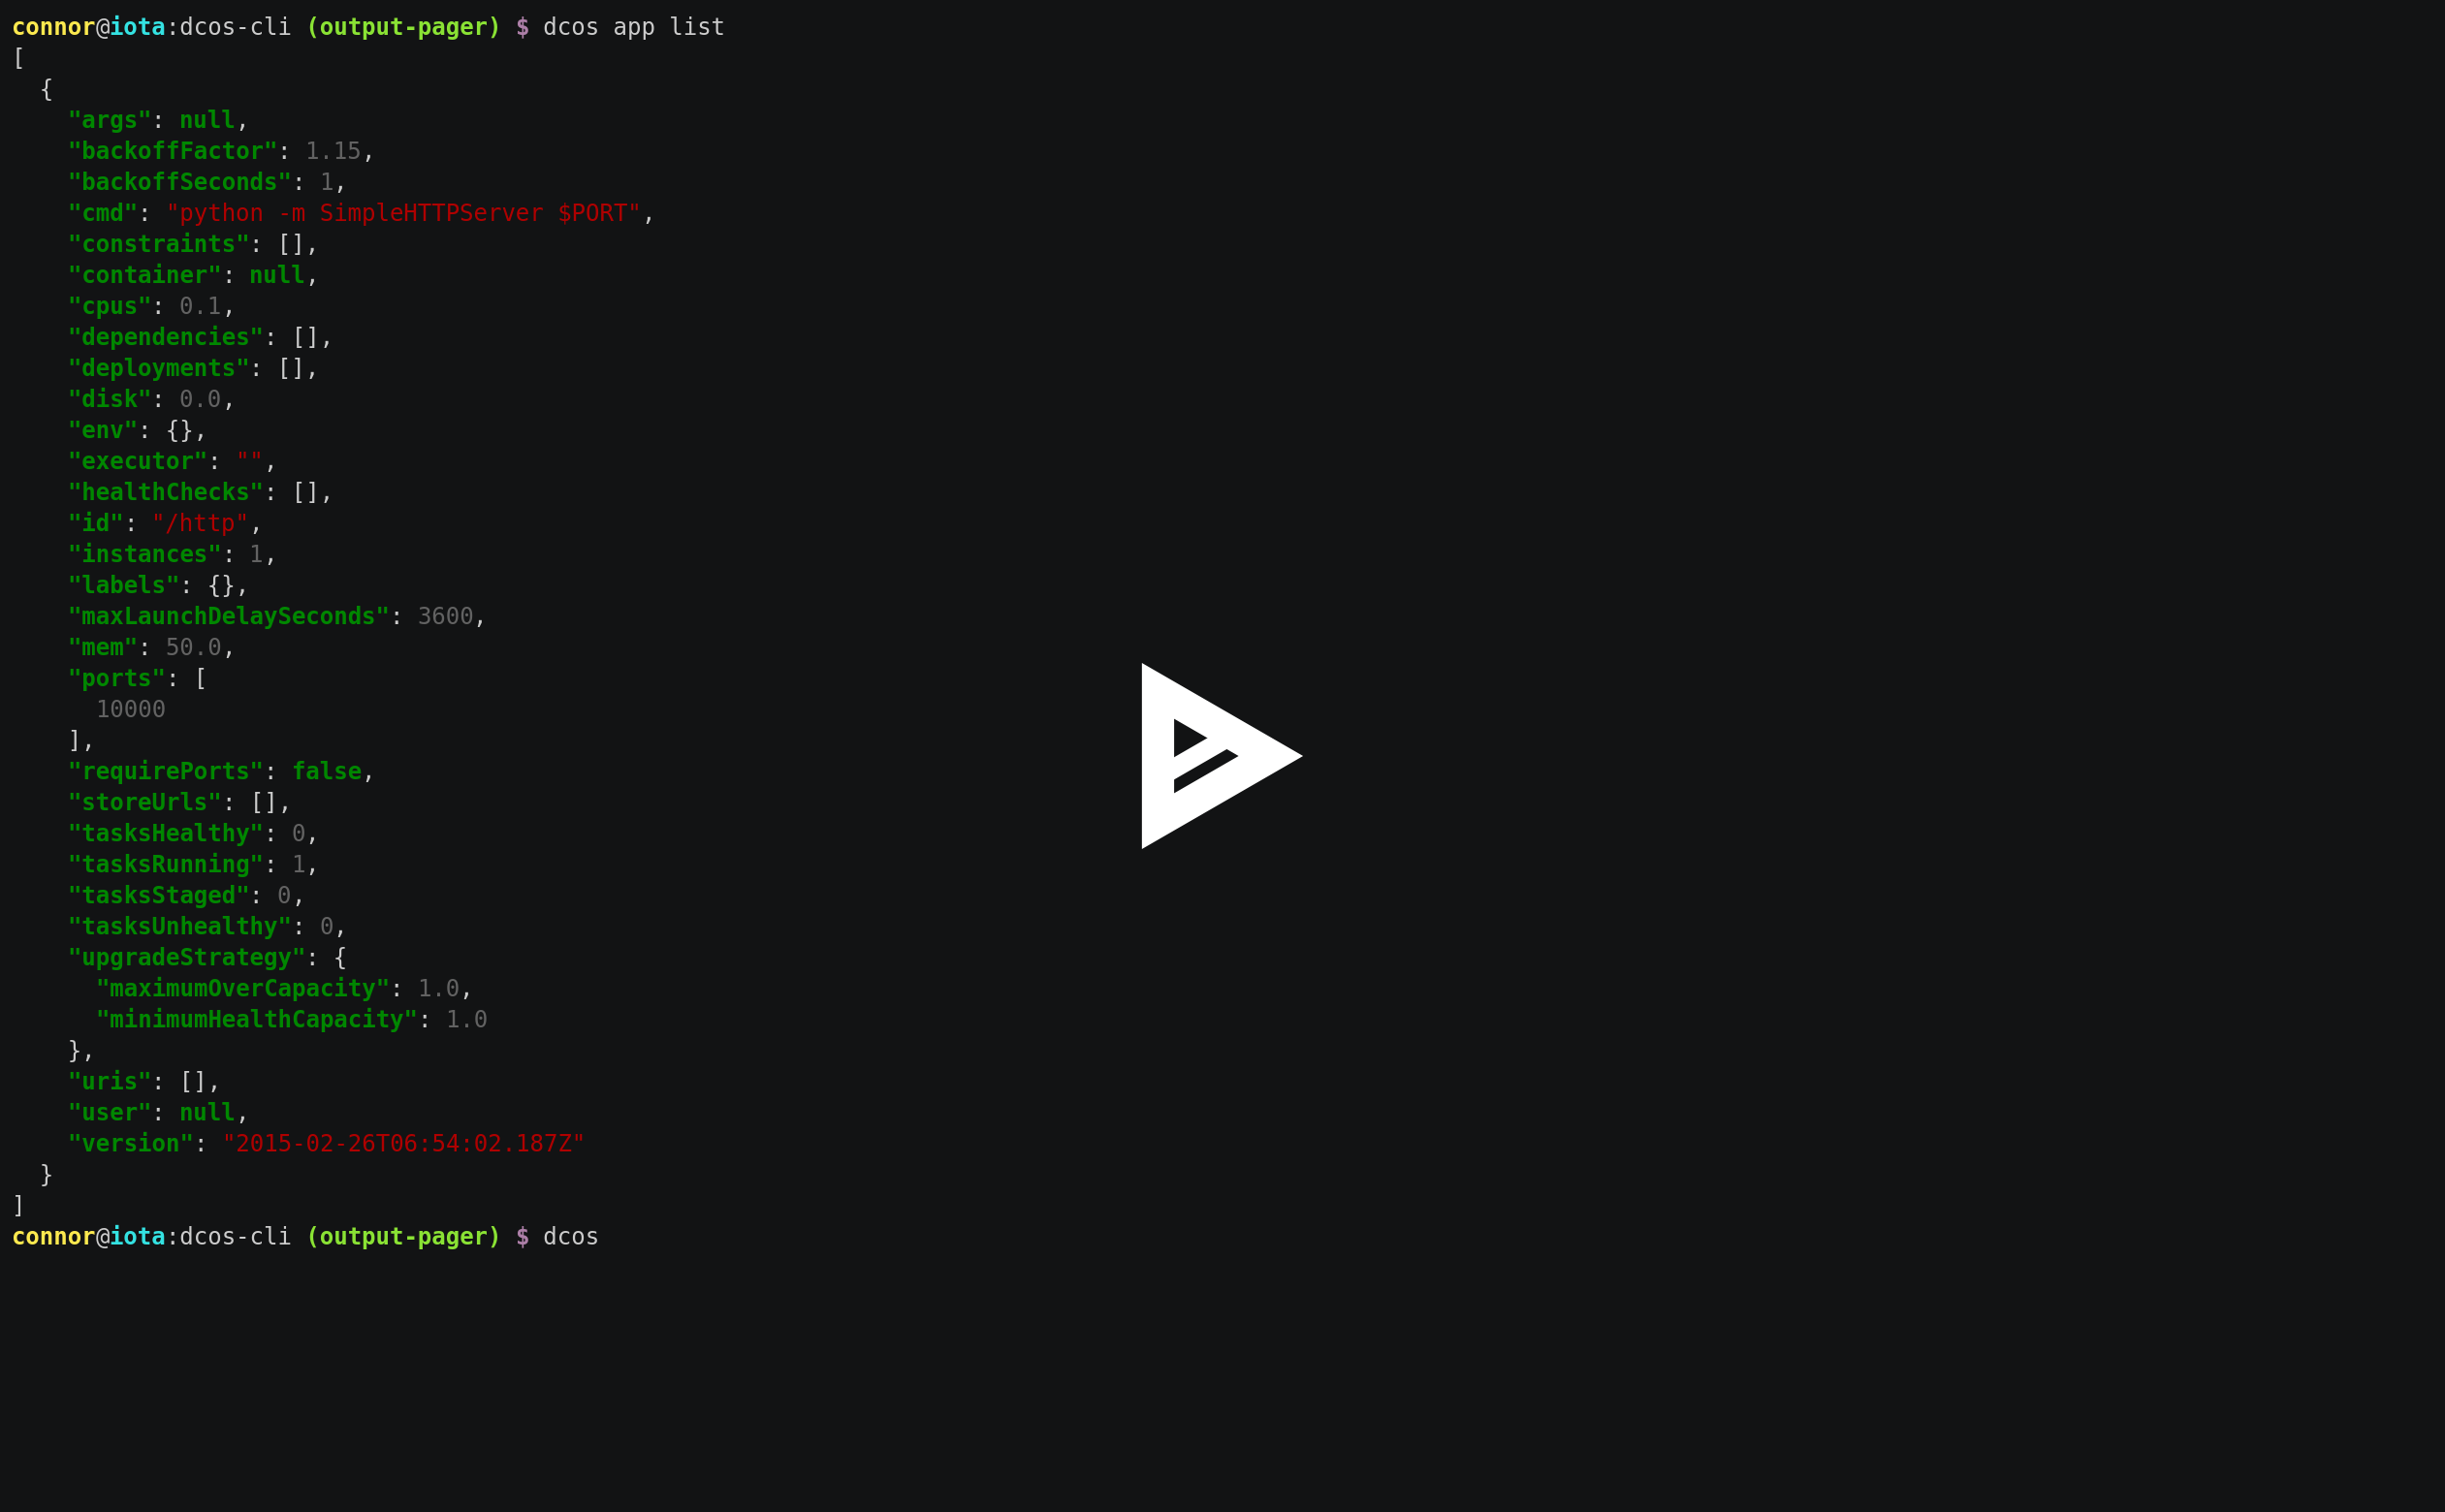 connor@iota:dcos-cli (output-pager) $ dcos app list
[
  {
    "args": null,
    "backoffFactor": 1.15,
    "backoffSeconds": 1,
    "cmd": "python -m SimpleHTTPServer $PORT",
    "constraints": [],
    "container": null,
    "cpus": 0.1,
    "dependencies": [],
    "deployments": [],
    "disk": 0.0,
    "env": {},
    "executor": "",
    "healthChecks": [],
    "id": "/http",
    "instances": 1,
    "labels": {},
    "maxLaunchDelaySeconds": 3600,
    "mem": 50.0,
    "ports": [
      10000
    ],
    "requirePorts": false,
    "storeUrls": [],
    "tasksHealthy": 0,
    "tasksRunning": 1,
    "tasksStaged": 0,
    "tasksUnhealthy": 0,
    "upgradeStrategy": {
      "maximumOverCapacity": 1.0,
      "minimumHealthCapacity": 1.0
    },
    "uris": [],
    "user": null,
    "version": "2015-02-26T06:54:02.187Z"
  }
]
connor@iota:dcos-cli (output-pager) $ dcos